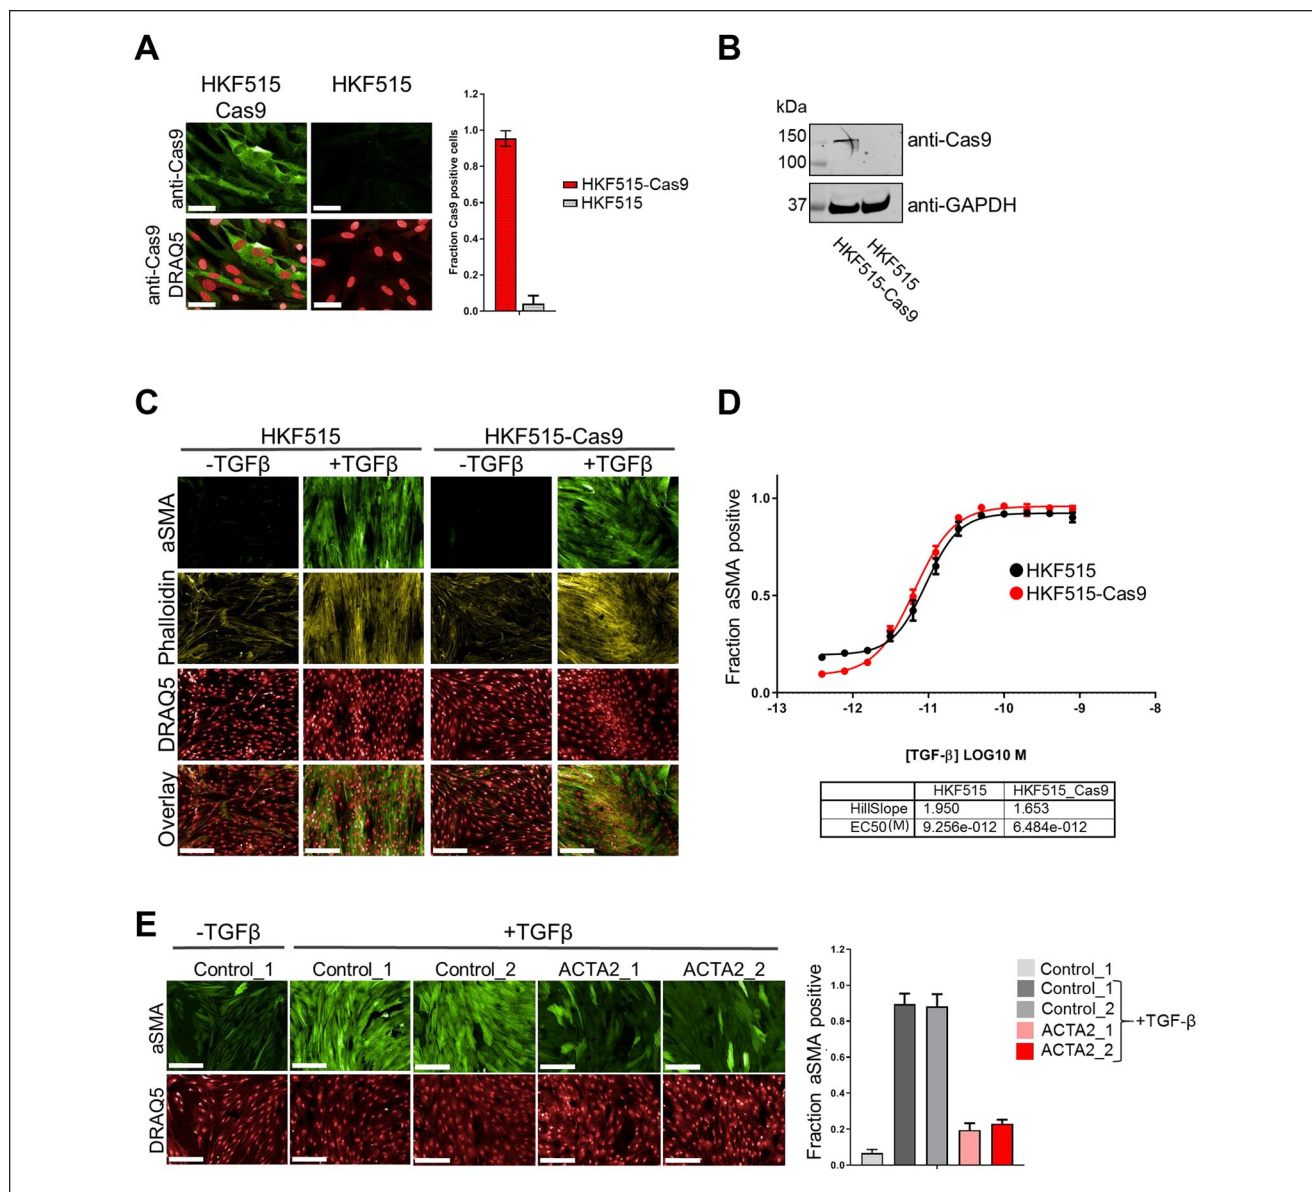 A
HKF515
Cas9
HKF515
anti-Cas9
anti-Cas9
DRAQ5
Fraction Cas9 positive cells
1.2
1.0
0.8
0.6
0.4
0.2
0.0
HKF515-Cas9
HKF515
B
kDa
150
100
37
anti-Cas9
anti-GAPDH
HKF515
HKF515-Cas9
C
HKF515
HKF515-Cas9
-TGFβ
+TGFβ
-TGFβ
+TGFβ
aSMA
Phalloidin
DRAQ5
Overlay
D
Fraction aSMA positive
1.0
0.5
0.0
-13
-12
-11
-10
-9
-8
HKF515
HKF515-Cas9
[TGF-β] LOG10 M
HKF515 HKF515_Cas9
HillSlope 1.950 1.653
EC50(M) 9.256e-012 6.484e-012
E
-TGFβ
+TGFβ
Control_1
Control_1
Control_2
ACTA2_1
ACTA2_2
aSMA
DRAQ5
Fraction aSMA positive
1.2
1.0
0.8
0.6
0.4
0.2
0.0
Control_1
Control_1
Control_2
ACTA2_1
ACTA2_2
+TGF-β